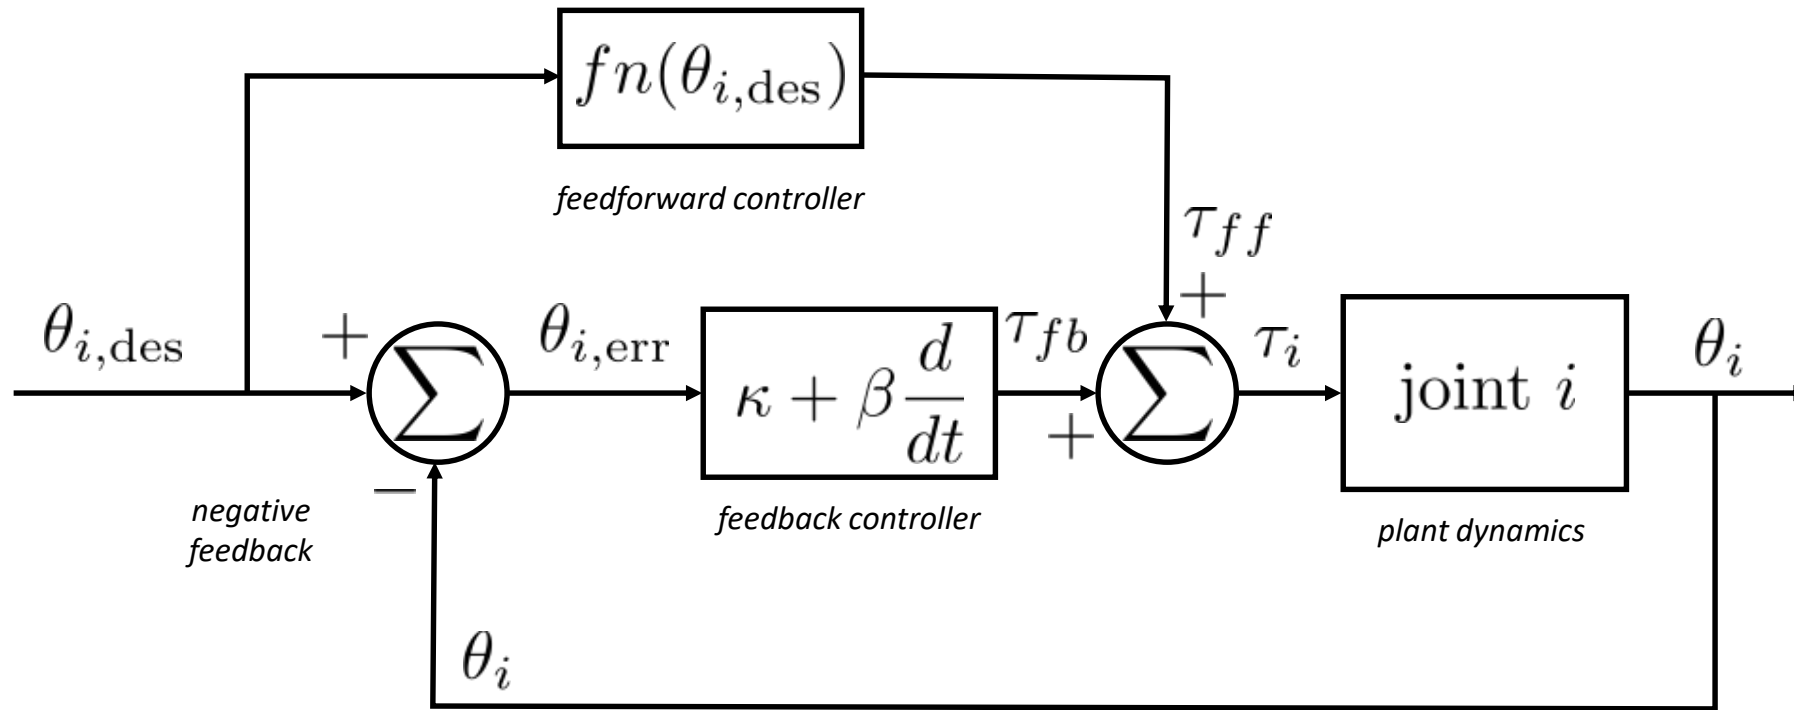 fn(θ_{i,des})
feedforward controller
τ_{ff}
+
θ_{i,des}
+
θ_{i,err}
κ + β d/dt
τ_{fb}
+
τ_i
joint i
θ_i
∑
∑
−
negative
feedback
feedback controller
plant dynamics
θ_i